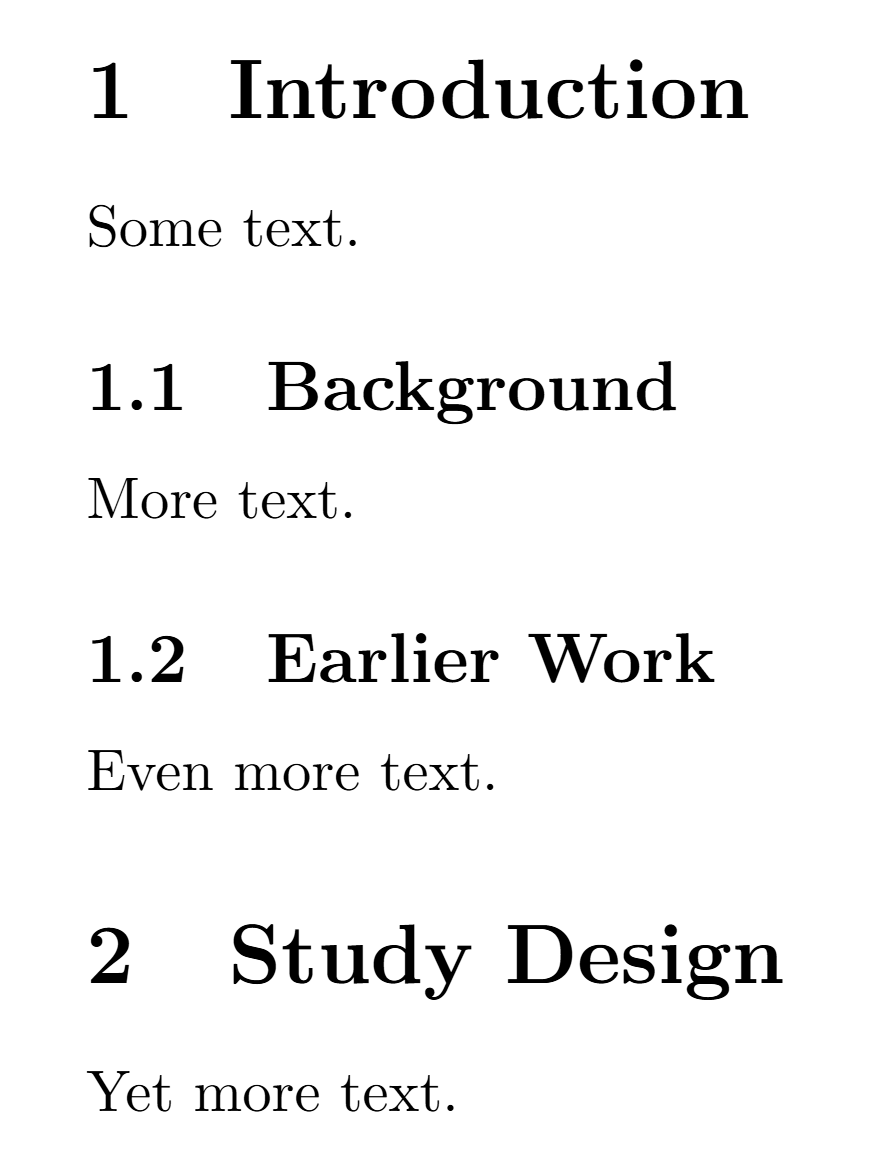 1 Introduction
Some text.
1.1 Background
More text.
1.2 Earlier Work
Even more text.
2 Study Design
Yet more text.